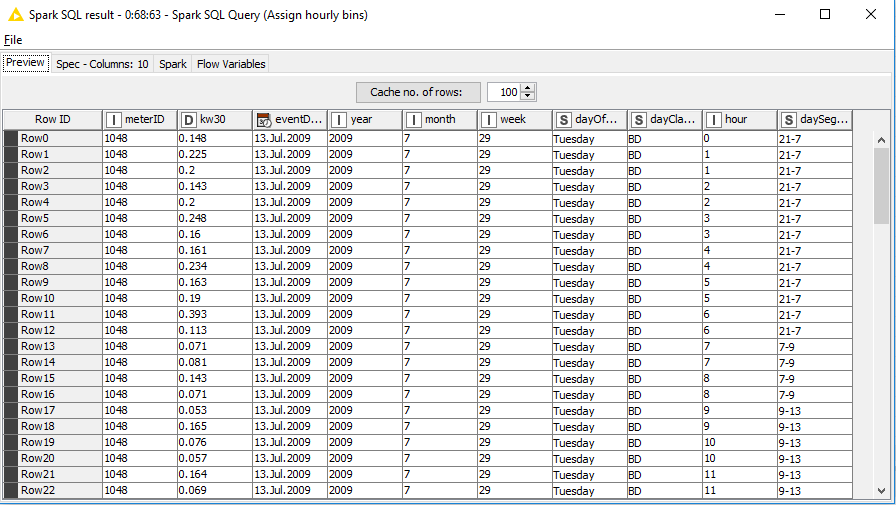 Spark SQL result - 0:68:63 - Spark SQL Query (Assign hourly bins)
File
Preview Spec - Columns: 10 Spark Flow Variables
Cache no. of rows: 100
Row ID I meterID D kw30 eventD... I year I month I week S dayOf... S dayCla... I hour S daySeg...
Row0 1048 0.148 13.Jul.2009 2009 7 29 Tuesday BD 0 21-7
Row1 1048 0.225 13.Jul.2009 2009 7 29 Tuesday BD 1 21-7
Row2 1048 0.2 13.Jul.2009 2009 7 29 Tuesday BD 1 21-7
Row3 1048 0.143 13.Jul.2009 2009 7 29 Tuesday BD 2 21-7
Row4 1048 0.2 13.Jul.2009 2009 7 29 Tuesday BD 2 21-7
Row5 1048 0.248 13.Jul.2009 2009 7 29 Tuesday BD 3 21-7
Row6 1048 0.16 13.Jul.2009 2009 7 29 Tuesday BD 3 21-7
Row7 1048 0.161 13.Jul.2009 2009 7 29 Tuesday BD 4 21-7
Row8 1048 0.234 13.Jul.2009 2009 7 29 Tuesday BD 4 21-7
Row9 1048 0.163 13.Jul.2009 2009 7 29 Tuesday BD 5 21-7
Row10 1048 0.19 13.Jul.2009 2009 7 29 Tuesday BD 5 21-7
Row11 1048 0.393 13.Jul.2009 2009 7 29 Tuesday BD 6 21-7
Row12 1048 0.113 13.Jul.2009 2009 7 29 Tuesday BD 6 21-7
Row13 1048 0.071 13.Jul.2009 2009 7 29 Tuesday BD 7 7-9
Row14 1048 0.081 13.Jul.2009 2009 7 29 Tuesday BD 7 7-9
Row15 1048 0.143 13.Jul.2009 2009 7 29 Tuesday BD 8 7-9
Row16 1048 0.071 13.Jul.2009 2009 7 29 Tuesday BD 8 7-9
Row17 1048 0.053 13.Jul.2009 2009 7 29 Tuesday BD 9 9-13
Row18 1048 0.165 13.Jul.2009 2009 7 29 Tuesday BD 9 9-13
Row19 1048 0.076 13.Jul.2009 2009 7 29 Tuesday BD 10 9-13
Row20 1048 0.057 13.Jul.2009 2009 7 29 Tuesday BD 10 9-13
Row21 1048 0.164 13.Jul.2009 2009 7 29 Tuesday BD 11 9-13
Row22 1048 0.069 13.Jul.2009 2009 7 29 Tuesday BD 11 9-13